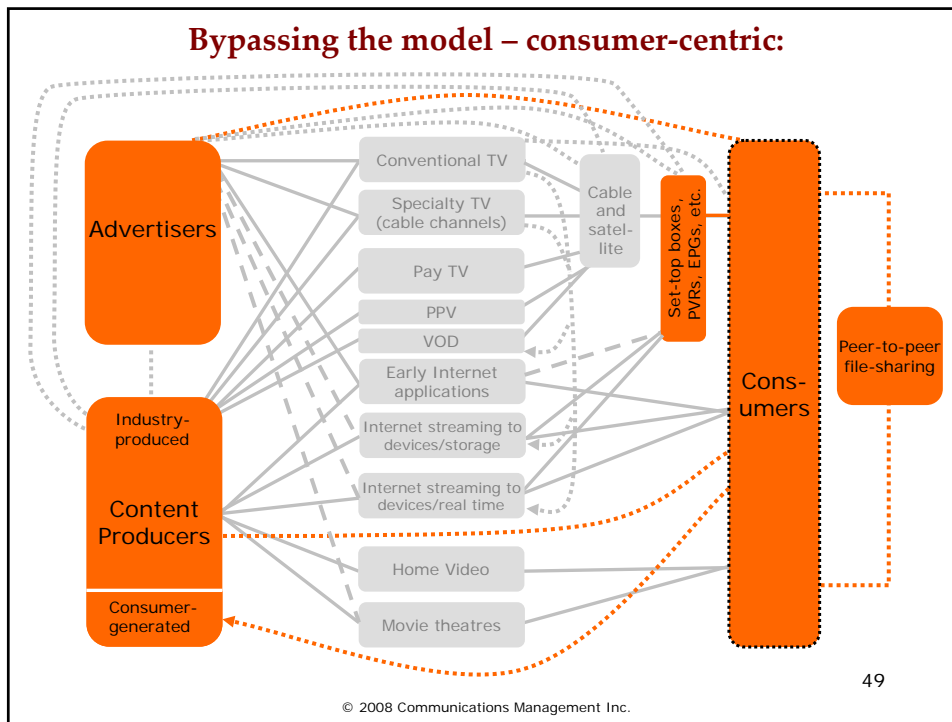 Bypassing the model – consumer-centric:
Advertisers
Industry-
produced
Content
Producers
Consumer-
generated
Conventional TV
Specialty TV
(cable channels)
Pay TV
PPV
VOD
Early Internet
applications
Internet streaming to
devices/storage
Internet streaming to
devices/real time
Home Video
Movie theatres
Cable
and
satel-
lite
Set-top boxes,
PVRs, EPGs, etc.
Cons-
umers
Peer-to-peer
file-sharing
49
© 2008 Communications Management Inc.